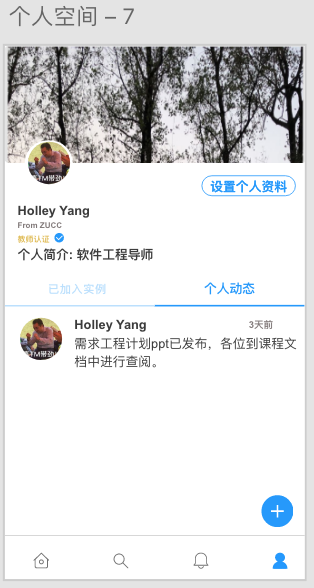 个人空间 – 7
设置个人资料
Holley Yang
From ZUCC
教师认证
个人简介: 软件工程导师
已加入实例
个人动态
Holley Yang
3天前
需求工程计划ppt已发布，各位到课程文
档中进行查阅。